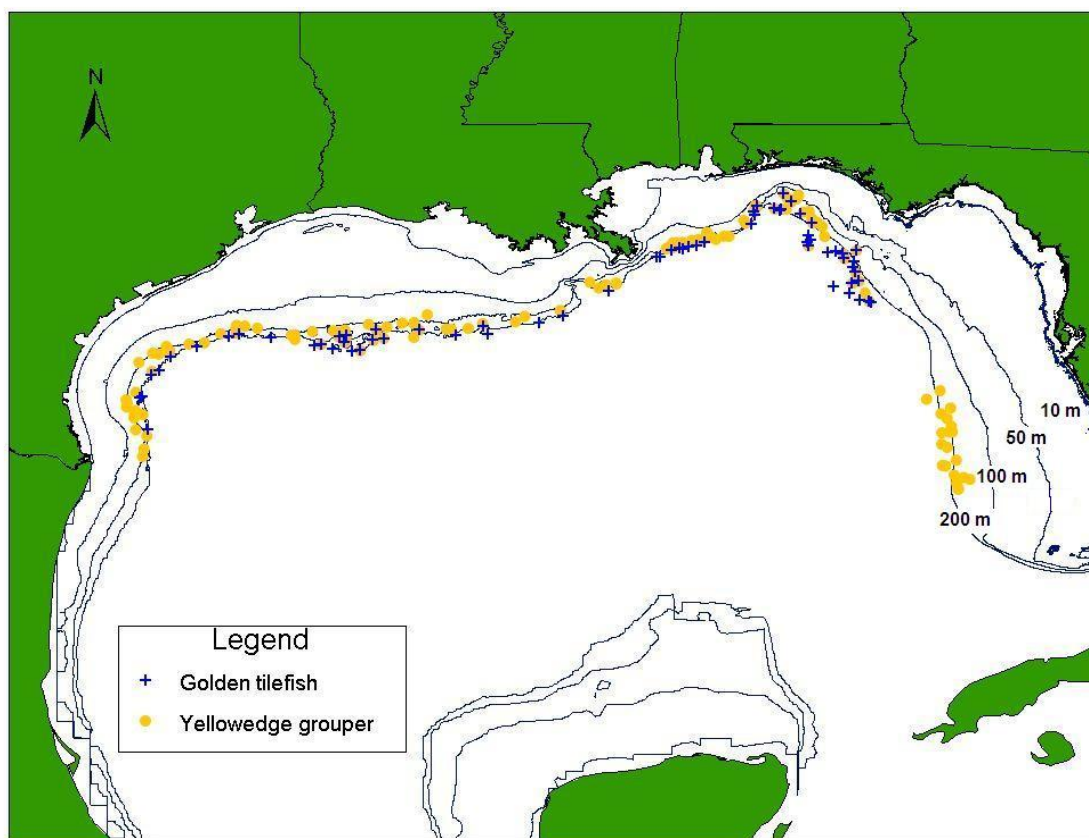 N
10 m
50 m
100 m
200 m
Legend
Golden tilefish
Yellowedge grouper